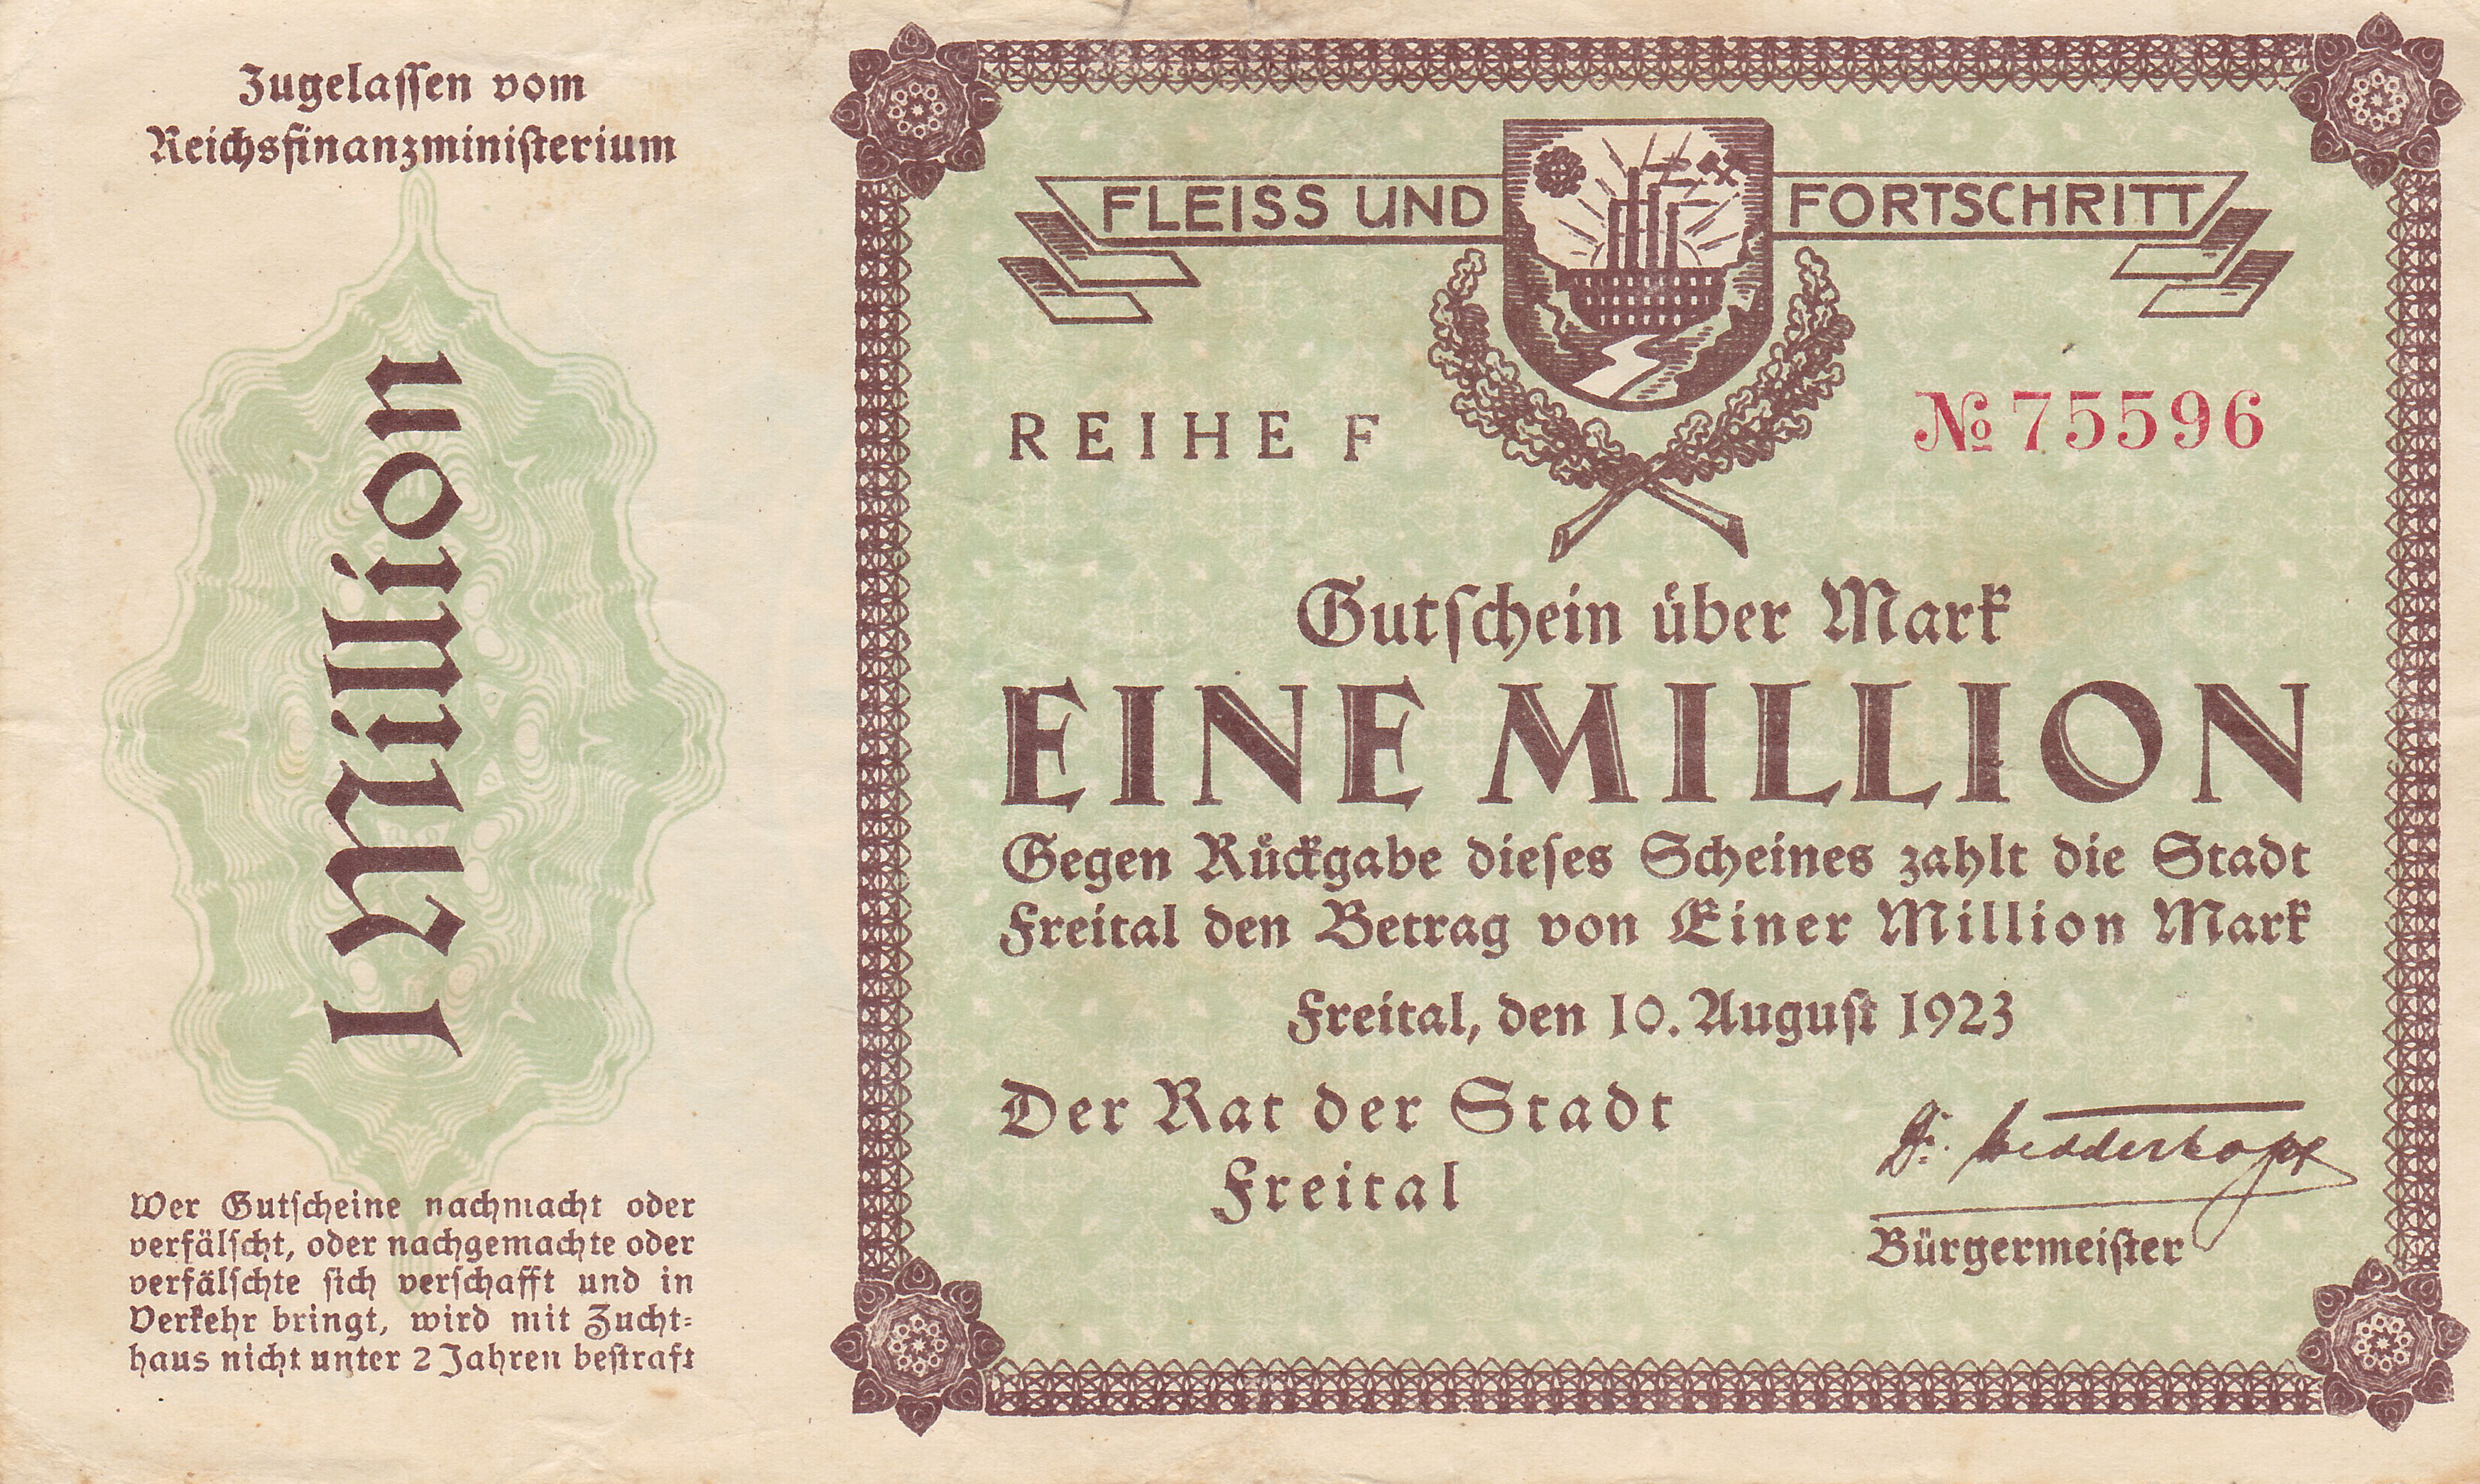 Zugelassen vom
Reichsfinanzministerium
1 Million
Wer Gutscheine nachmacht oder
verfälscht, oder nachgemachte oder
verfälschte sich verschafft und in
Verkehr bringt, wird mit Zucht-
haus nicht unter 2 Jahren bestraft
FLEISS UND FORTSCHRITT
REIHE F
№ 75596
Gutschein über Mark
EINE MILLION
Gegen Rückgabe dieses Scheines zahlt die Stadt
Freital den Betrag von Einer Million Mark
Freital, den 10. August 1923
Der Rat der Stadt
Freital
Dr. Wedderkopf
Bürgermeister